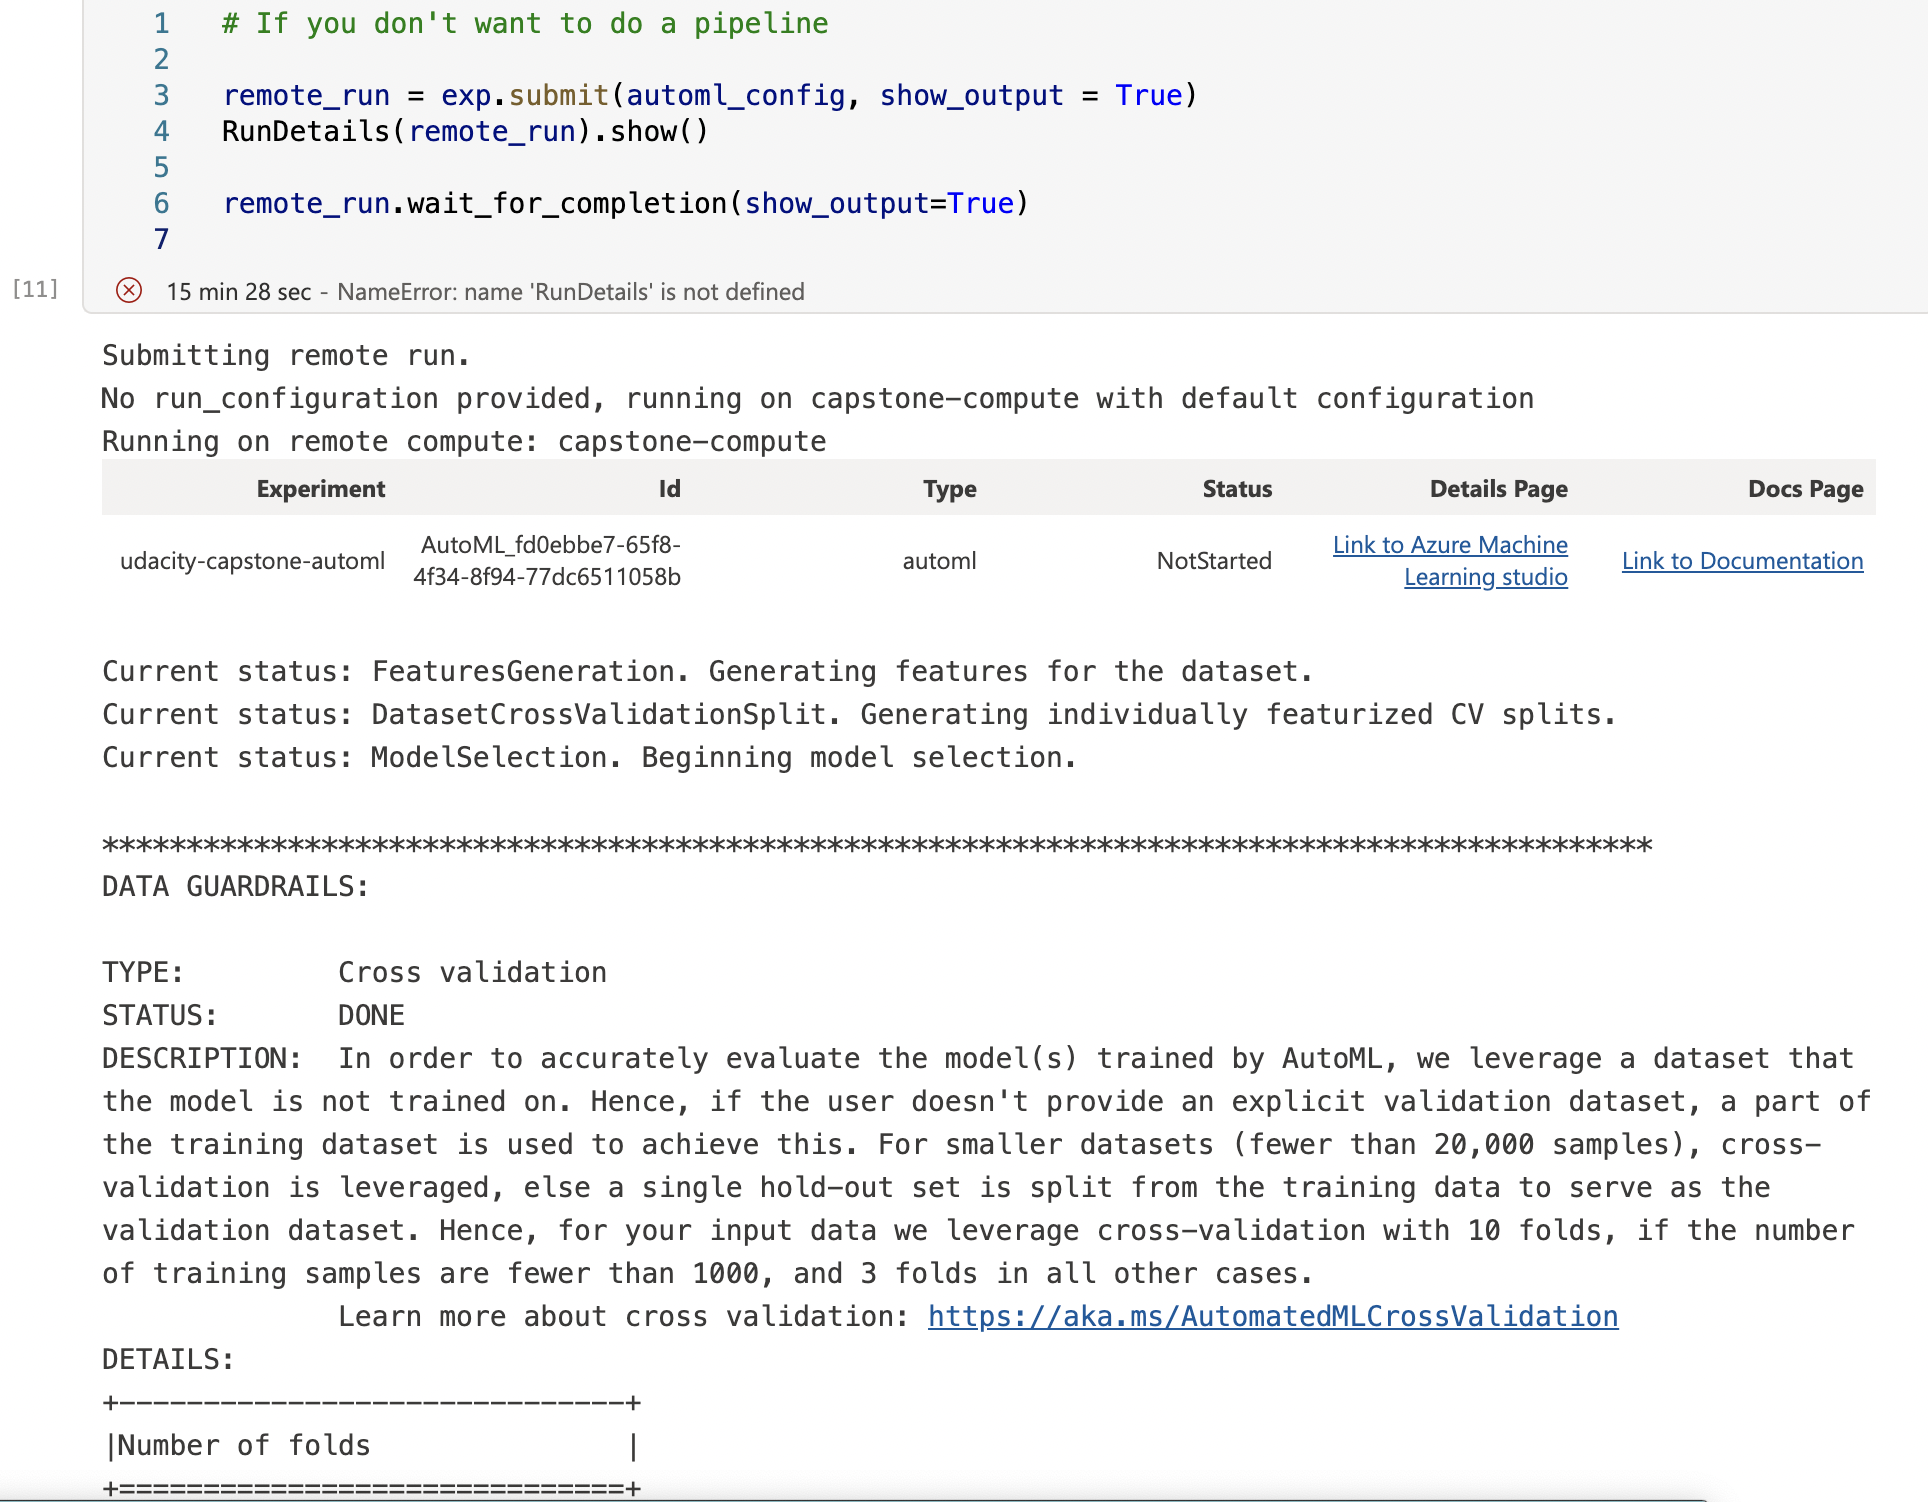 1 # If you don't want to do a pipeline
2
3 remote_run = exp.submit(automl_config, show_output = True)
4 RunDetails(remote_run).show()
5
6 remote_run.wait_for_completion(show_output=True)
7
[11] 15 min 28 sec - NameError: name 'RunDetails' is not defined
Submitting remote run.
No run_configuration provided, running on capstone-compute with default configuration
Running on remote compute: capstone-compute
Experiment Id Type Status Details Page Docs Page
udacity-capstone-automl AutoML_fd0ebbe7-65f8- automl NotStarted Link to Azure Machine Link to Documentation
4f34-8f94-77dc6511058b Learning studio
Current status: FeaturesGeneration. Generating features for the dataset.
Current status: DatasetCrossValidationSplit. Generating individually featurized CV splits.
Current status: ModelSelection. Beginning model selection.
********************************************************************************************
DATA GUARDRAILS:
TYPE: Cross validation
STATUS: DONE
DESCRIPTION: In order to accurately evaluate the model(s) trained by AutoML, we leverage a dataset that
the model is not trained on. Hence, if the user doesn't provide an explicit validation dataset, a part of
the training dataset is used to achieve this. For smaller datasets (fewer than 20,000 samples), cross-
validation is leveraged, else a single hold-out set is split from the training data to serve as the
validation dataset. Hence, for your input data we leverage cross-validation with 10 folds, if the number
of training samples are fewer than 1000, and 3 folds in all other cases.
Learn more about cross validation: https://aka.ms/AutomatedMLCrossValidation
DETAILS:
+------------------------------+
|Number of folds |
+==============================+